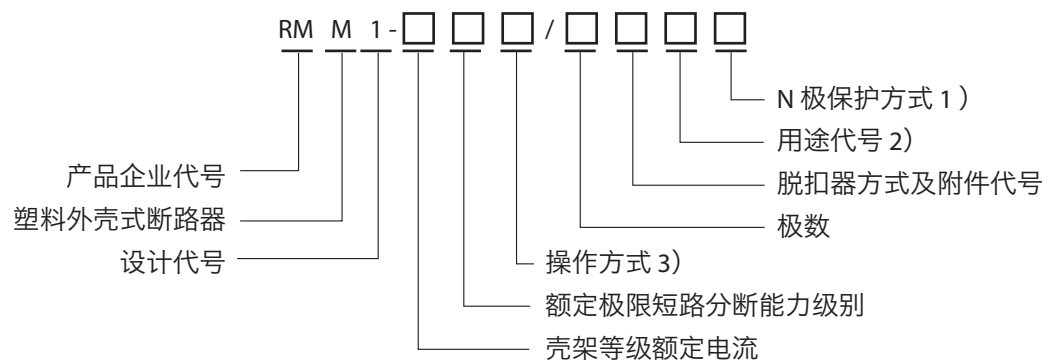 RM M 1-□□□/□□□□
N 极保护方式 1）
用途代号 2）
产品企业代号
脱扣器方式及附件代号
塑料外壳式断路器
极数
设计代号
操作方式 3）
额定极限短路分断能力级别
壳架等级额定电流